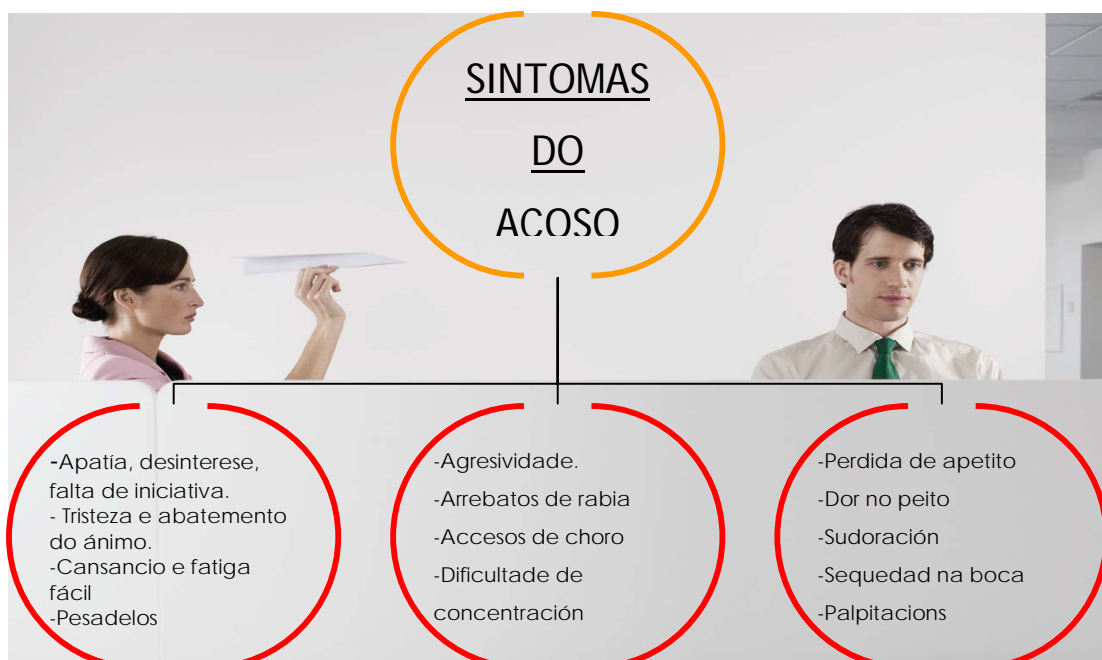 SINTOMAS
DO
ACOSO
-Apatía, desinterese,
falta de iniciativa.
- Tristeza e abatemento
do ánimo.
-Cansancio e fatiga
fácil
-Pesadelos
-Agresividade.
-Arrebatos de rabia
-Accesos de choro
-Dificultade de
concentración
-Perdida de apetito
-Dor no peito
-Sudoración
-Sequedad na boca
-Palpitacions